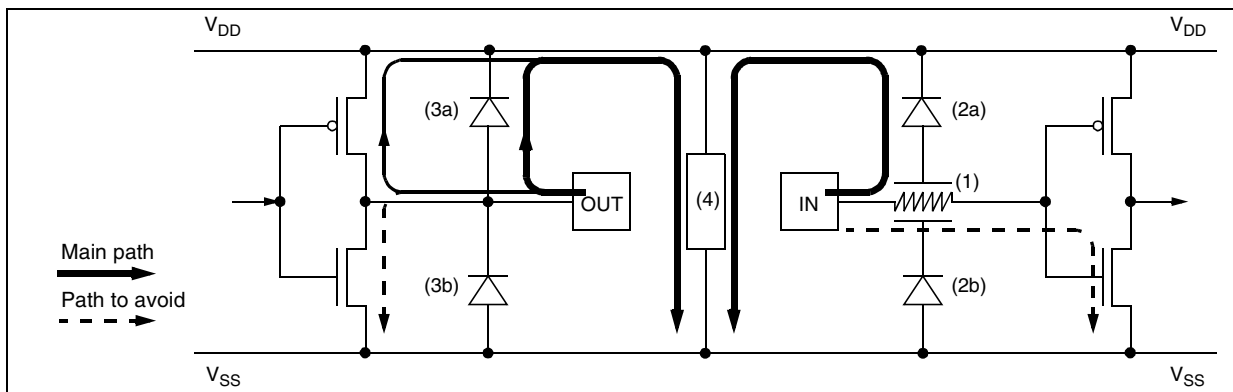 VDD
VDD
(3a)
(2a)
(1)
OUT
(4)
IN
Main path
(3b)
(2b)
Path to avoid
VSS
VSS